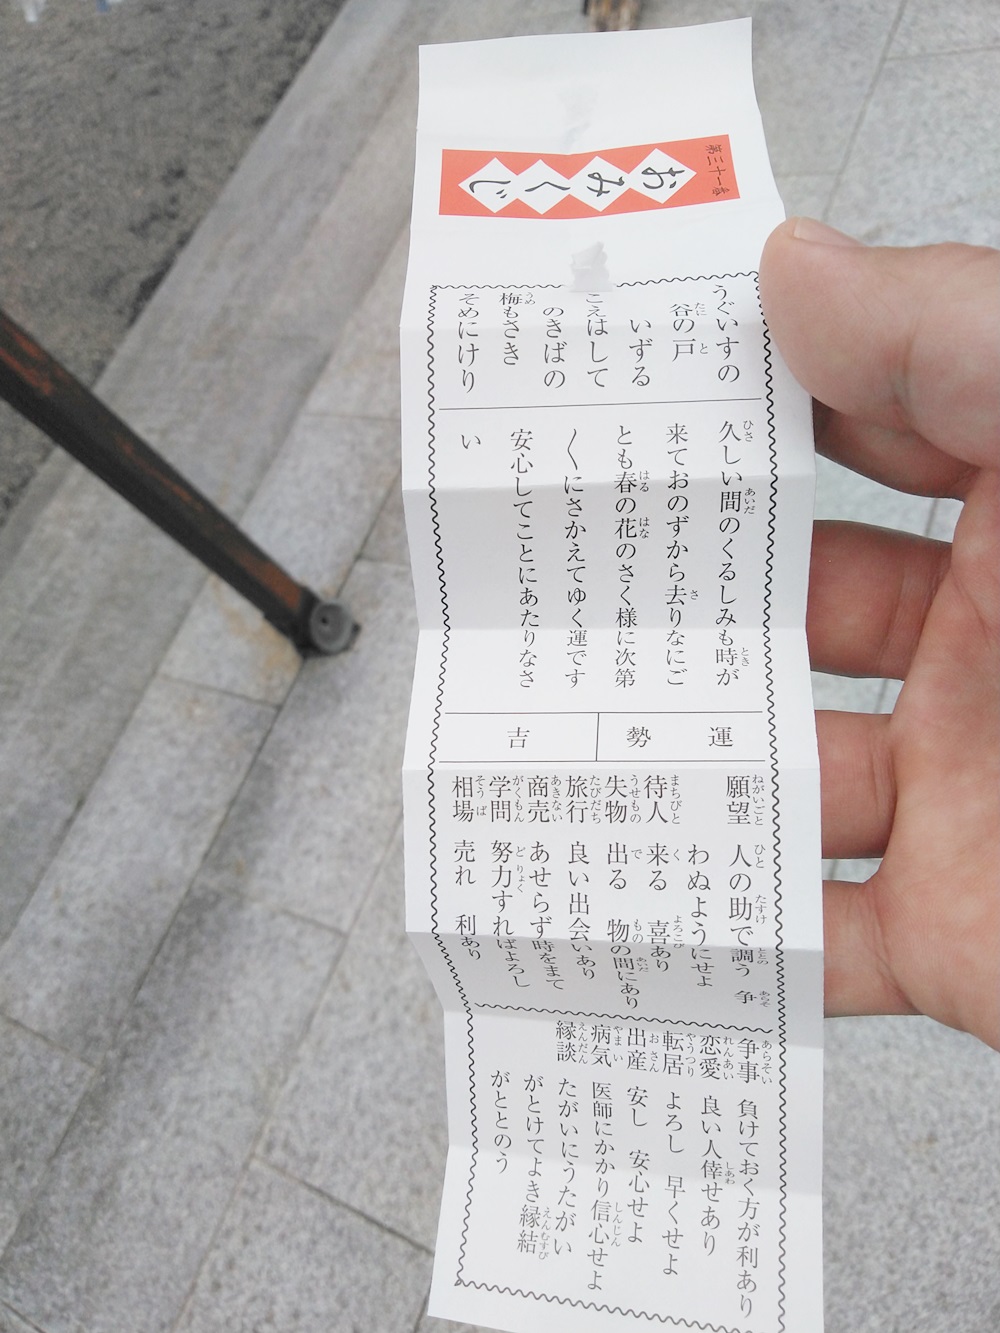 第三十一番
おみくじ
うぐいすの
谷の戸
いずる
こえはして
のきばの
梅もさき
そめにけり
久しい間のくるしみも時が
来ておのずから去りなにご
とも春の花のさく様に次第
〱にさかえてゆく運です
安心してことにあたりなさ
い
運勢
吉
願望 人の助で調う 争
わぬようにせよ
待人 来る 喜あり
失物 出る 物の間にあり
旅行 良い出会いあり
商売 あせらず時をまて
学問 努力すればよろし
相場 売れ 利あり
争事 負けておく方が利あり
恋愛 良い人倖せあり
転居 よろし 早くせよ
出産 安し 安心せよ
病気 医師にかかり信心せよ
縁談 たがいにうたがい
がとけてよき縁結
がととのう